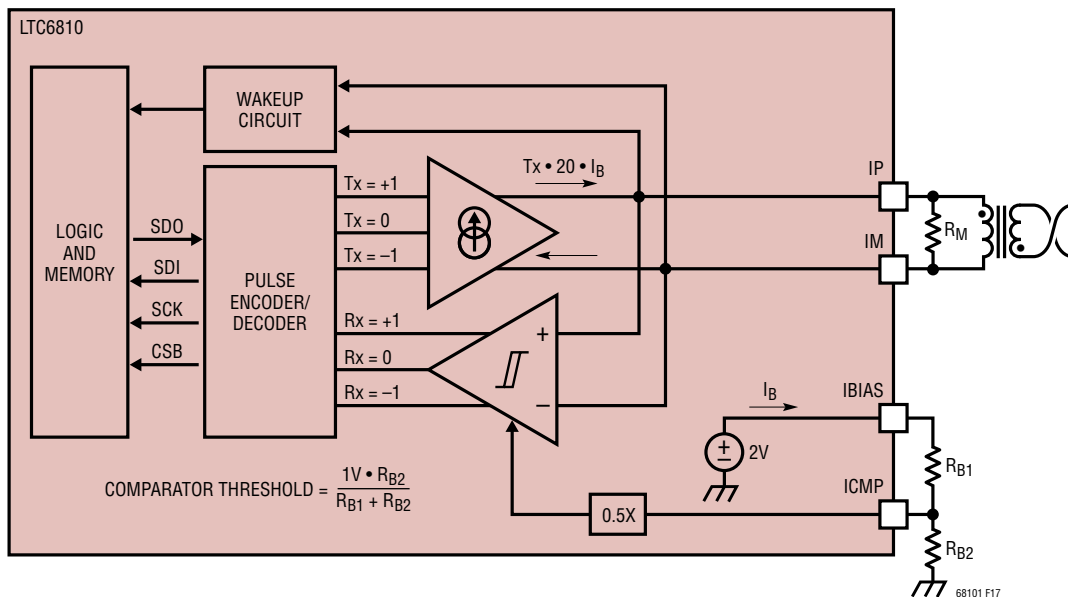 LTC6810
WAKEUP
CIRCUIT
LOGIC
AND
MEMORY
SDO
SDI
SCK
CSB
PULSE
ENCODER/
DECODER
Tx = +1
Tx = 0
Tx = –1
Rx = +1
Rx = 0
Rx = –1
Tx • 20 • IB
+
–
IP
IM
RM
IB
IBIAS
+
–
2V
ICMP
RB1
RB2
0.5X
COMPARATOR THRESHOLD = 1V • RB2 / RB1 + RB2
68101 F17